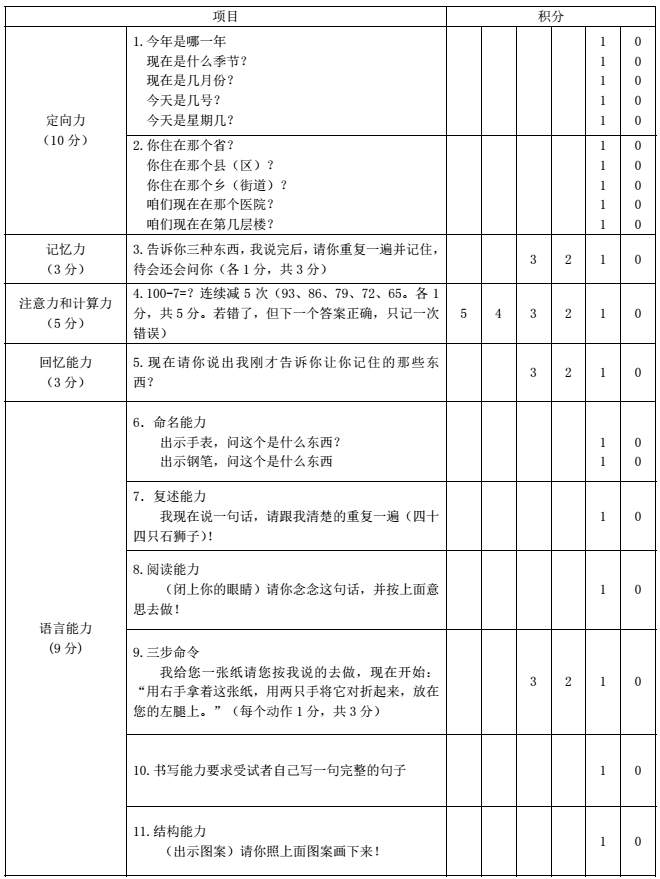 项目 积分
定向力
（10 分）
1.今年是哪一年 1 0
现在是什么季节？ 1 0
现在是几月份？ 1 0
今天是几号？ 1 0
今天是星期几？ 1 0
2.你住在那个省？ 1 0
你住在那个县（区）？ 1 0
你住在那个乡（街道）？ 1 0
咱们现在在那个医院？ 1 0
咱们现在在第几层楼？ 1 0
记忆力
（3 分）
3.告诉你三种东西，我说完后，请你重复一遍并记住，
待会还会问你（各 1 分，共 3 分）
3 2 1 0
注意力和计算力
（5 分）
4.100-7=？连续减 5 次（93、86、79、72、65。各 1
分，共 5 分。若错了，但下一个答案正确，只记一次
错误）
5 4 3 2 1 0
回忆能力
（3 分）
5.现在请你说出我刚才告诉你让你记住的那些东
西？
3 2 1 0
语言能力
（9 分）
6．命名能力
出示手表，问这个是什么东西？ 1 0
出示钢笔，问这个是什么东西 1 0
7．复述能力
我现在说一句话，请跟我清楚的重复一遍（四十
四只石狮子）！
1 0
8.阅读能力
（闭上你的眼睛）请你念念这句话，并按上面意
思去做！
1 0
9.三步命令
我给您一张纸请您按我说的去做，现在开始：
“用右手拿着这张纸，用两只手将它对折起来，放在
您的左腿上。”（每个动作 1 分，共 3 分）
3 2 1 0
10.书写能力要求受试者自己写一句完整的句子 1 0
11.结构能力
（出示图案）请你照上面图案画下来！
1 0